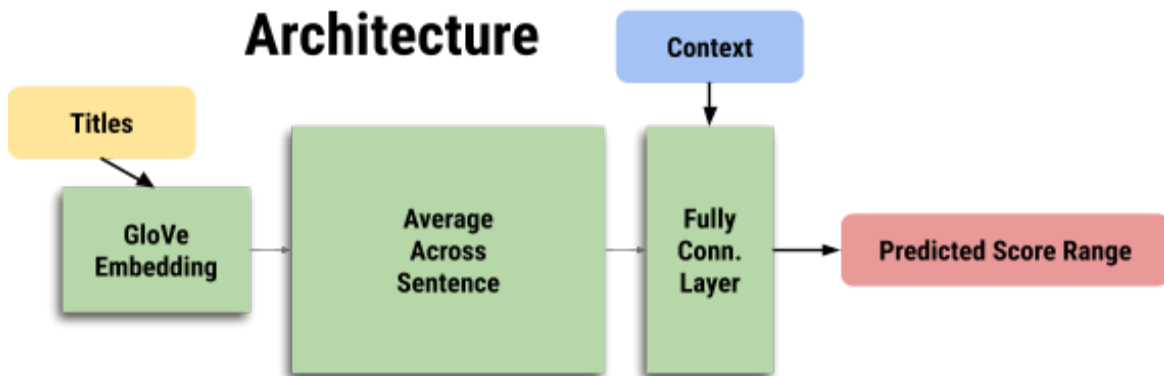 Architecture
Context
Titles
GloVe
Embedding
Average
Across
Sentence
Fully
Conn.
Layer
Predicted Score Range